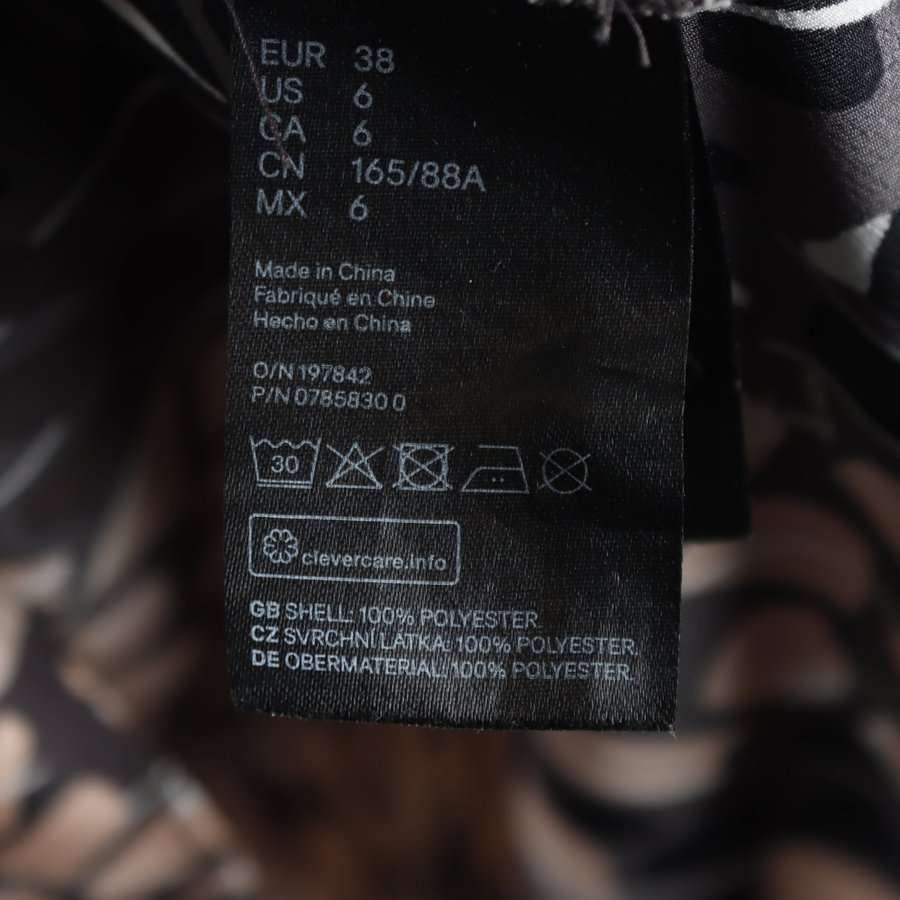 EUR 38
US 6
CA 6
CN 165/88A
MX 6
Made in China
Fabriqué en Chine
Hecho en China
O/N 197842
P/N 0785830 0
30
clevercare.info
GB SHELL: 100% POLYESTER
CZ SVRCHNÍ LÁTKA: 100% POLYESTER.
DE OBERMATERIAL: 100% POLYESTER.